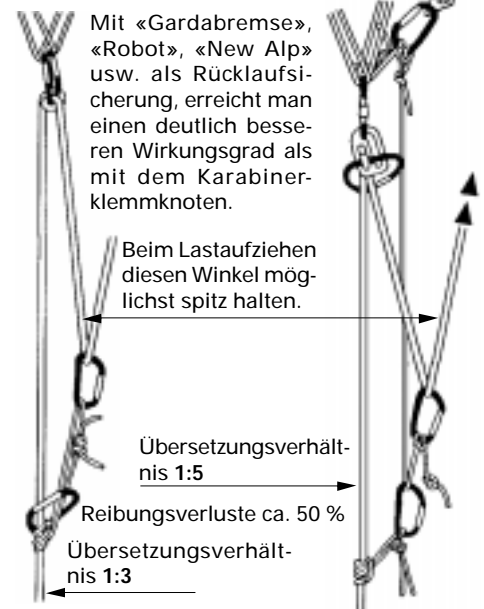 Mit «Gardabremse»,
«Robot», «New Alp»
usw. als Rücklaufsi-
cherung, erreicht man
einen deutlich besse-
ren Wirkungsgrad als
mit dem Karabiner-
klemmknoten.
Beim Lastaufziehen
diesen Winkel mög-
lichst spitz halten.
Übersetzungsverhält-
nis 1:5
Reibungsverluste ca. 50 %
Übersetzungsverhält-
nis 1:3